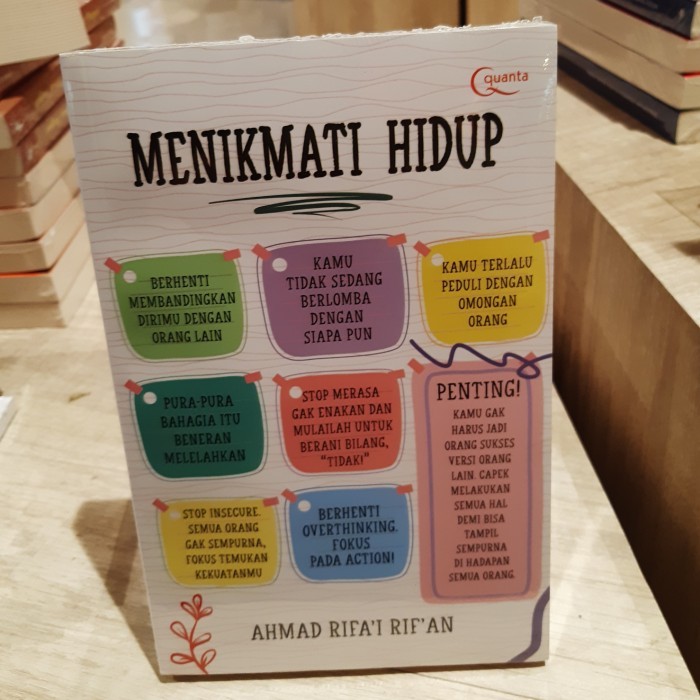 Quanta
MENIKMATI HIDUP
BERHENTI
MEMBANDINGKAN
DIRIMU DENGAN
ORANG LAIN
KAMU
TIDAK SEDANG
BERLOMBA
DENGAN
SIAPA PUN
KAMU TERLALU
PEDULI DENGAN
OMONGAN
ORANG
PURA-PURA
BAHAGIA ITU
BENERAN
MELELAHKAN
STOP MERASA
GAK ENAKAN DAN
MULAILAH UNTUK
BERANI BILANG,
"TIDAK!"
PENTING!
KAMU GAK
HARUS JADI
ORANG SUKSES
VERSI ORANG
LAIN. CAPEK
MELAKUKAN
SEMUA HAL
DEMI BISA
TAMPIL
SEMPURNA
DI HADAPAN
SEMUA ORANG.
STOP INSECURE.
SEMUA ORANG
GAK SEMPURNA,
FOKUS TEMUKAN
KEKUATANMU
BERHENTI
OVERTHINKING.
FOKUS
PADA ACTION!
AHMAD RIFA'I RIF'AN